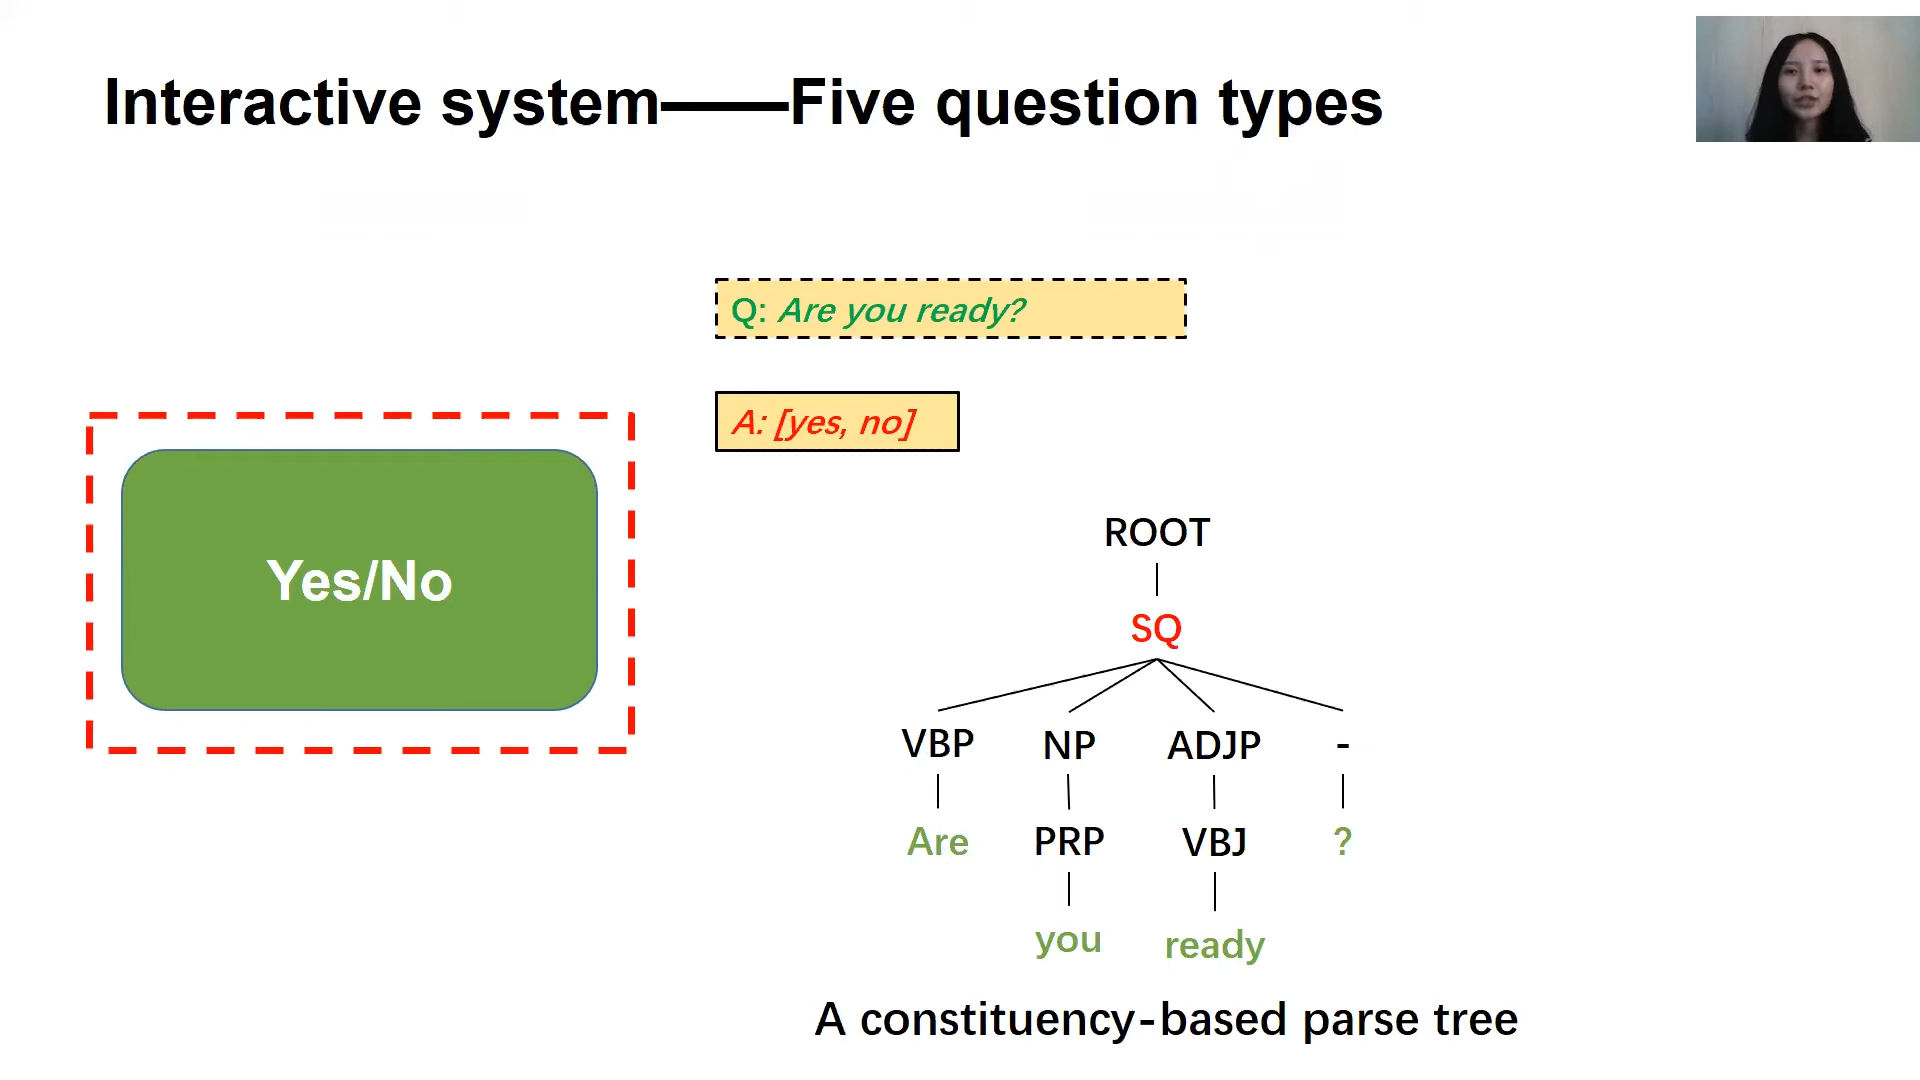 Interactive system——Five question types
Q: Are you ready?
A: [yes, no]
Yes/No
ROOT
SQ
VBP NP ADJP -
Are PRP VBJ ?
you ready
A constituency-based parse tree